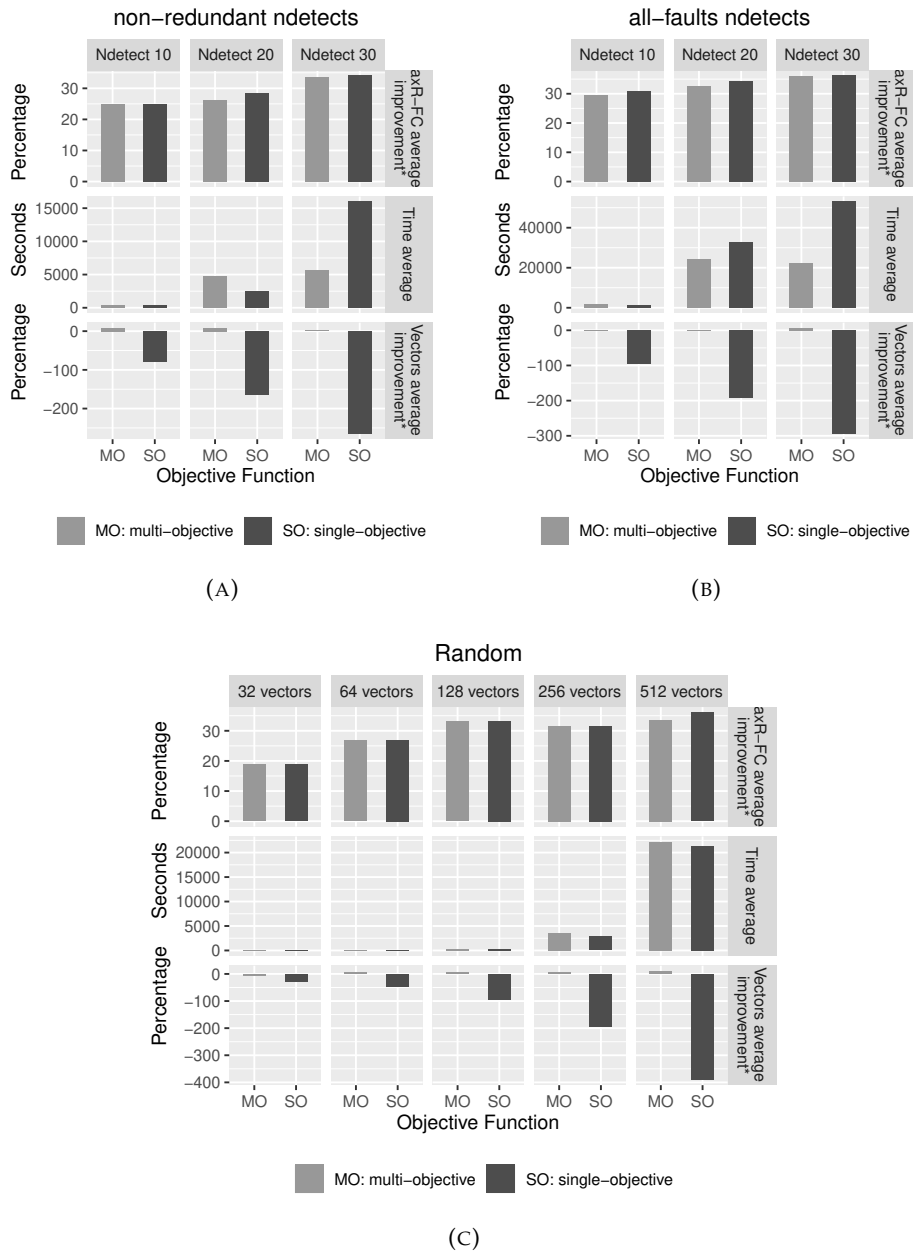 non−redundant ndetects
Ndetect 10 Ndetect 20 Ndetect 30
Percentage
30
20
10
0
axR−FC average
improvement*
Seconds
15000
10000
5000
0
Time average
Percentage
0
−100
−200
Vectors average
improvement*
MO SO MO SO MO SO
Objective Function
MO: multi−objective SO: single−objective
(A)
all−faults ndetects
Ndetect 10 Ndetect 20 Ndetect 30
Percentage
30
20
10
0
axR−FC average
improvement*
Seconds
40000
20000
0
Time average
Percentage
0
−100
−200
−300
Vectors average
improvement*
MO SO MO SO MO SO
Objective Function
MO: multi−objective SO: single−objective
(B)
Random
32 vectors 64 vectors 128 vectors 256 vectors 512 vectors
Percentage
30
20
10
0
axR−FC average
improvement*
Seconds
20000
15000
10000
5000
0
Time average
Percentage
0
−100
−200
−300
−400
Vectors average
improvement*
MO SO MO SO MO SO MO SO MO SO
Objective Function
MO: multi−objective SO: single−objective
(C)